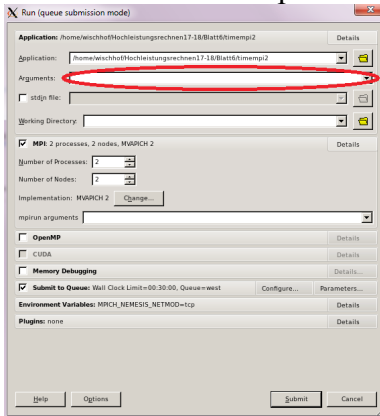 Run (queue submission mode)
Application: /home/wischhof/Hochleistungsrechnen17-18/Blatt6/timempi2 Details
Application: /home/wischhof/Hochleistungsrechnen17-18/Blatt6/timempi2
Arguments:
stdin file:
Working Directory:
MPI: 2 processes, 2 nodes, MVAPICH 2 Details
Number of Processes: 2
Number of Nodes: 2
Implementation: MVAPICH 2 Change...
mpirun arguments
OpenMP Details
CUDA Details
Memory Debugging Details...
Submit to Queue: Wall Clock Limit=00:30:00, Queue=west Configure... Parameters...
Environment Variables: MPICH_NEMESIS_NETMOD=tcp Details
Plugins: none Details
Help Options Submit Cancel